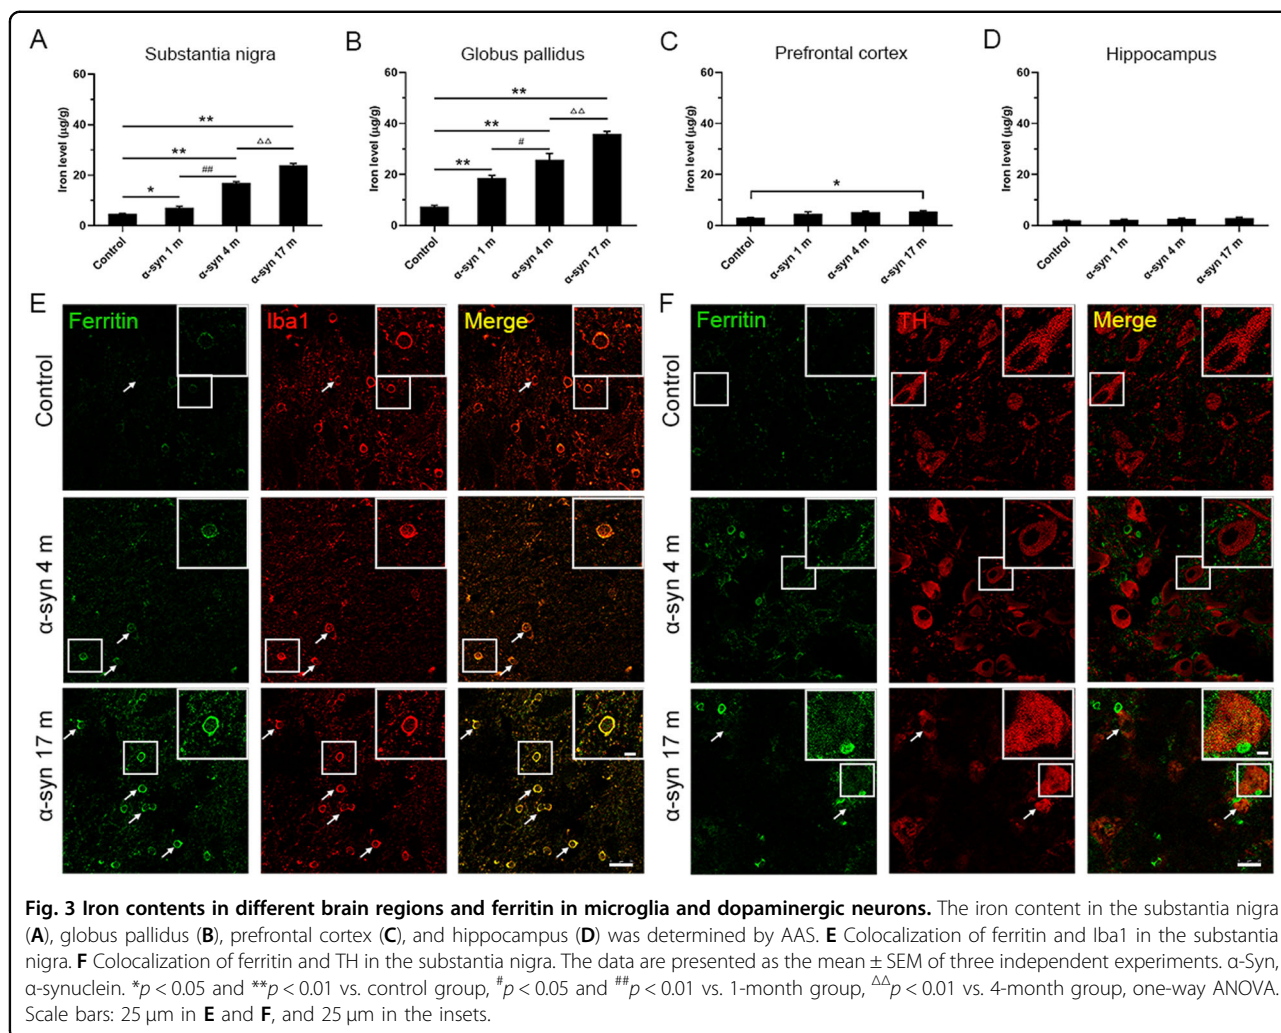 A
Substantia nigra
Iron level (μg/g)
60
40
20
0
**
**
ΔΔ
##
*
Control
α-syn 1 m
α-syn 4 m
α-syn 17 m
B
Globus pallidus
Iron level (μg/g)
60
40
20
0
**
**
ΔΔ
#
**
Control
α-syn 1 m
α-syn 4 m
α-syn 17 m
C
Prefrontal cortex
Iron level (μg/g)
60
40
20
0
*
Control
α-syn 1 m
α-syn 4 m
α-syn 17 m
D
Hippocampus
Iron level (μg/g)
60
40
20
0
Control
α-syn 1 m
α-syn 4 m
α-syn 17 m
E
Ferritin
Iba1
Merge
Control
α-syn 4 m
α-syn 17 m
F
Ferritin
TH
Merge
Control
α-syn 4 m
α-syn 17 m
Fig. 3 Iron contents in different brain regions and ferritin in microglia and dopaminergic neurons. The iron content in the substantia nigra
(A), globus pallidus (B), prefrontal cortex (C), and hippocampus (D) was determined by AAS. E Colocalization of ferritin and Iba1 in the substantia
nigra. F Colocalization of ferritin and TH in the substantia nigra. The data are presented as the mean ± SEM of three independent experiments. α-Syn,
α-synuclein. *p < 0.05 and **p < 0.01 vs. control group, #p < 0.05 and ##p < 0.01 vs. 1-month group, ΔΔp < 0.01 vs. 4-month group, one-way ANOVA.
Scale bars: 25 μm in E and F, and 25 μm in the insets.